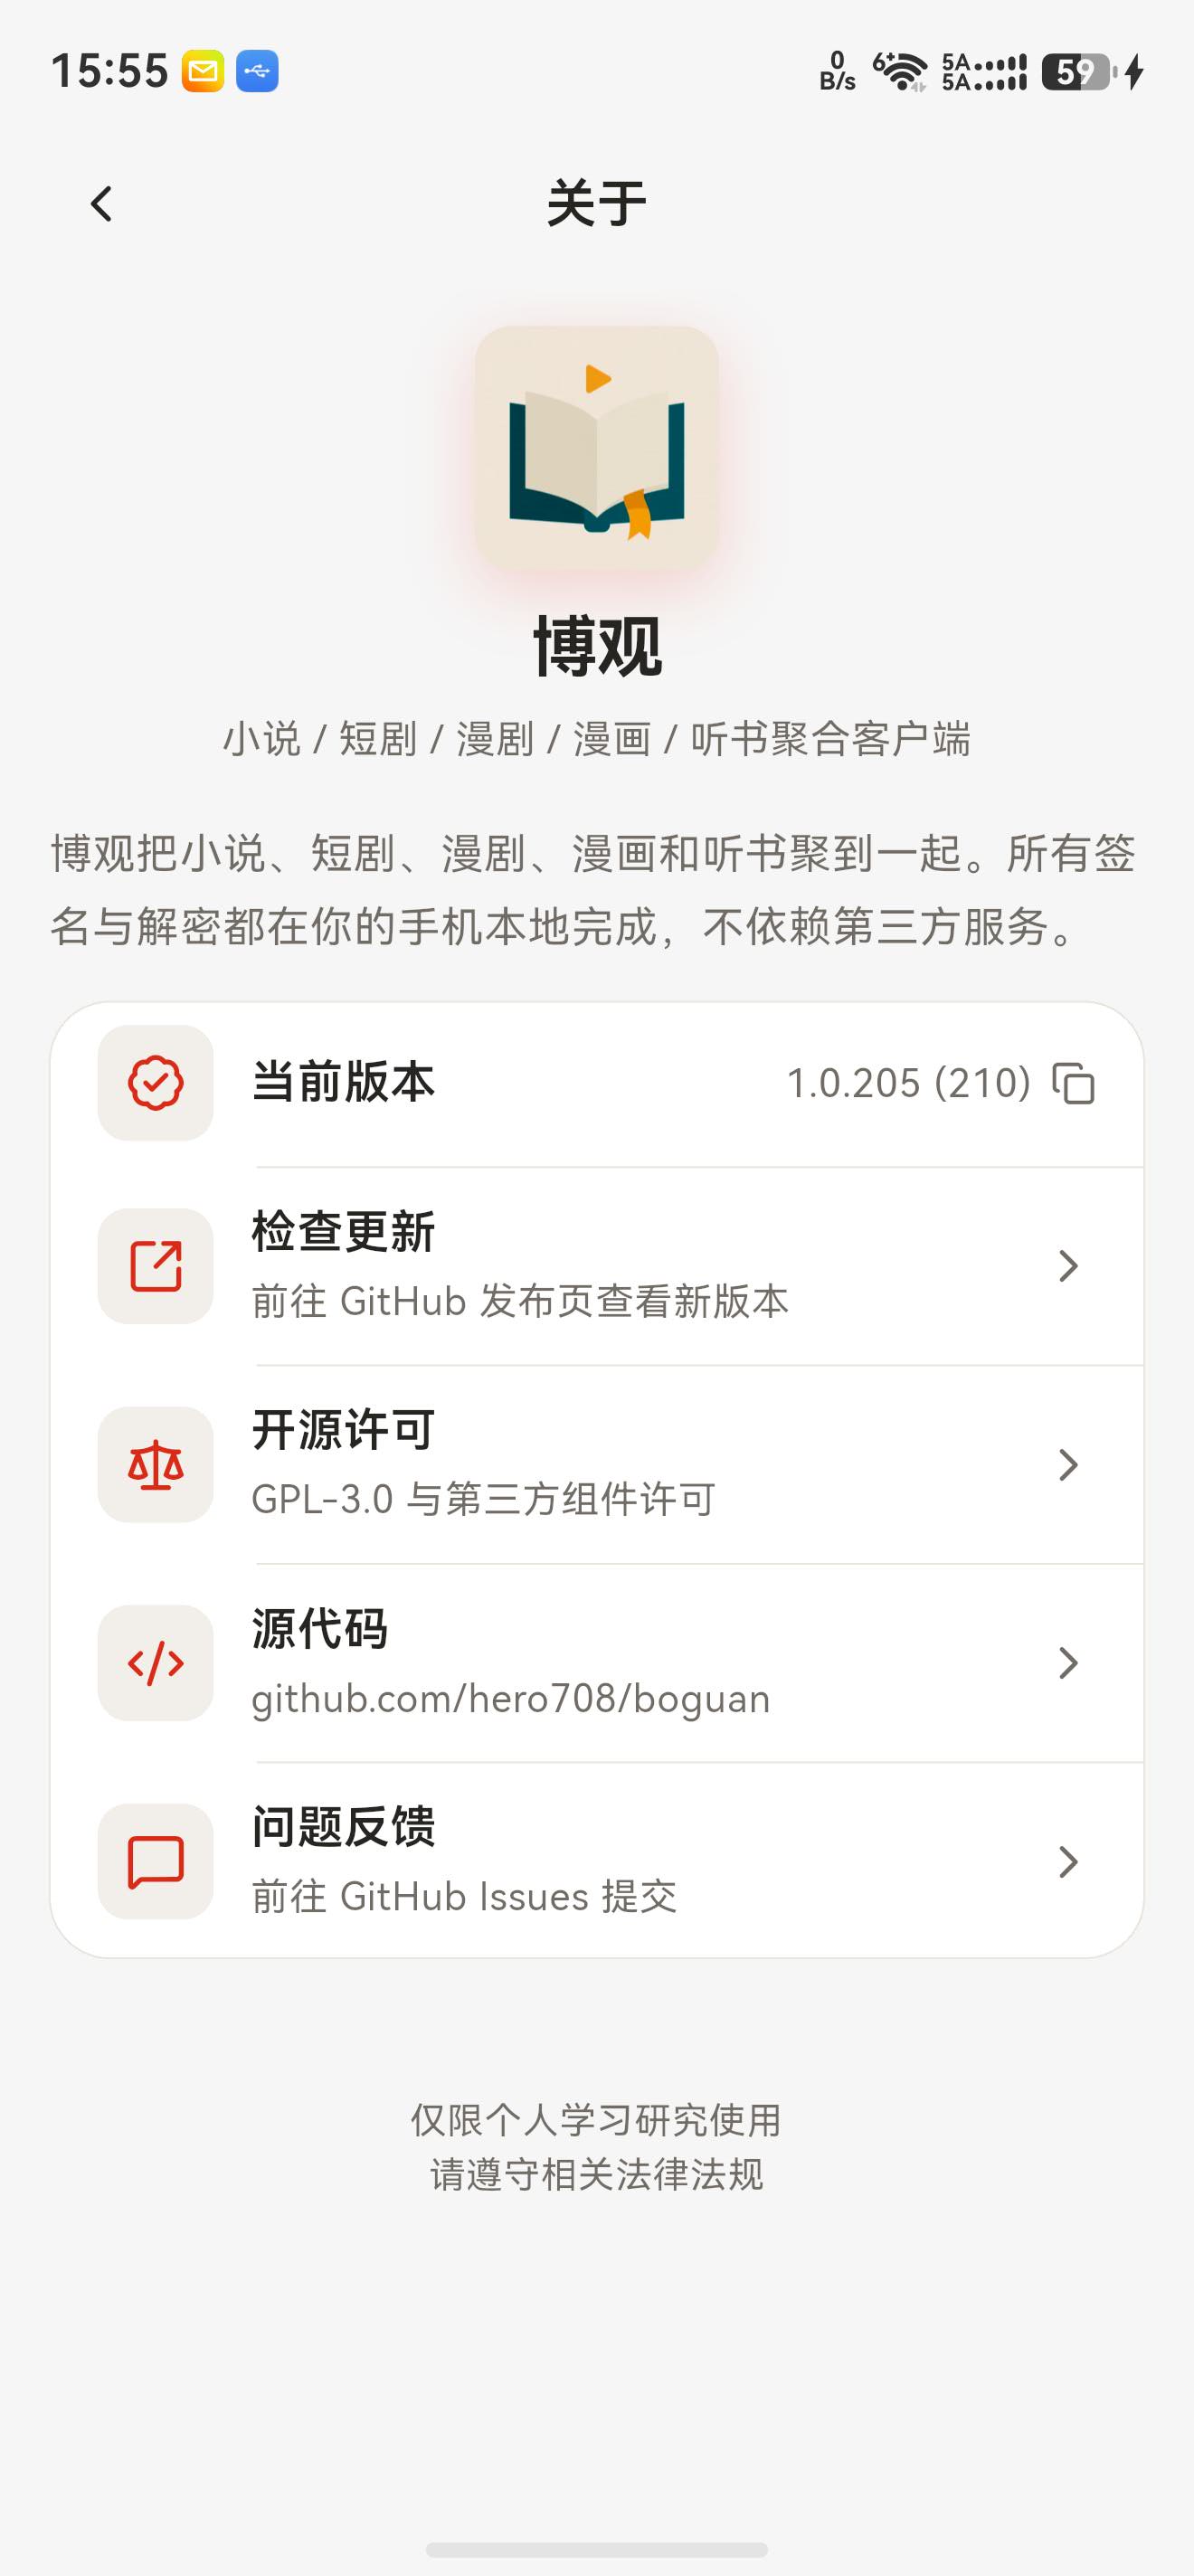 15:55
0
B/s
6+
5A
5A
59
关于
博观
小说 / 短剧 / 漫剧 / 漫画 / 听书聚合客户端
博观把小说、短剧、漫剧、漫画和听书聚到一起。所有签
名与解密都在你的手机本地完成，不依赖第三方服务。
当前版本
1.0.205 (210)
检查更新
前往 GitHub 发布页查看新版本
开源许可
GPL-3.0 与第三方组件许可
源代码
github.com/hero708/boguan
问题反馈
前往 GitHub Issues 提交
仅限个人学习研究使用
请遵守相关法律法规